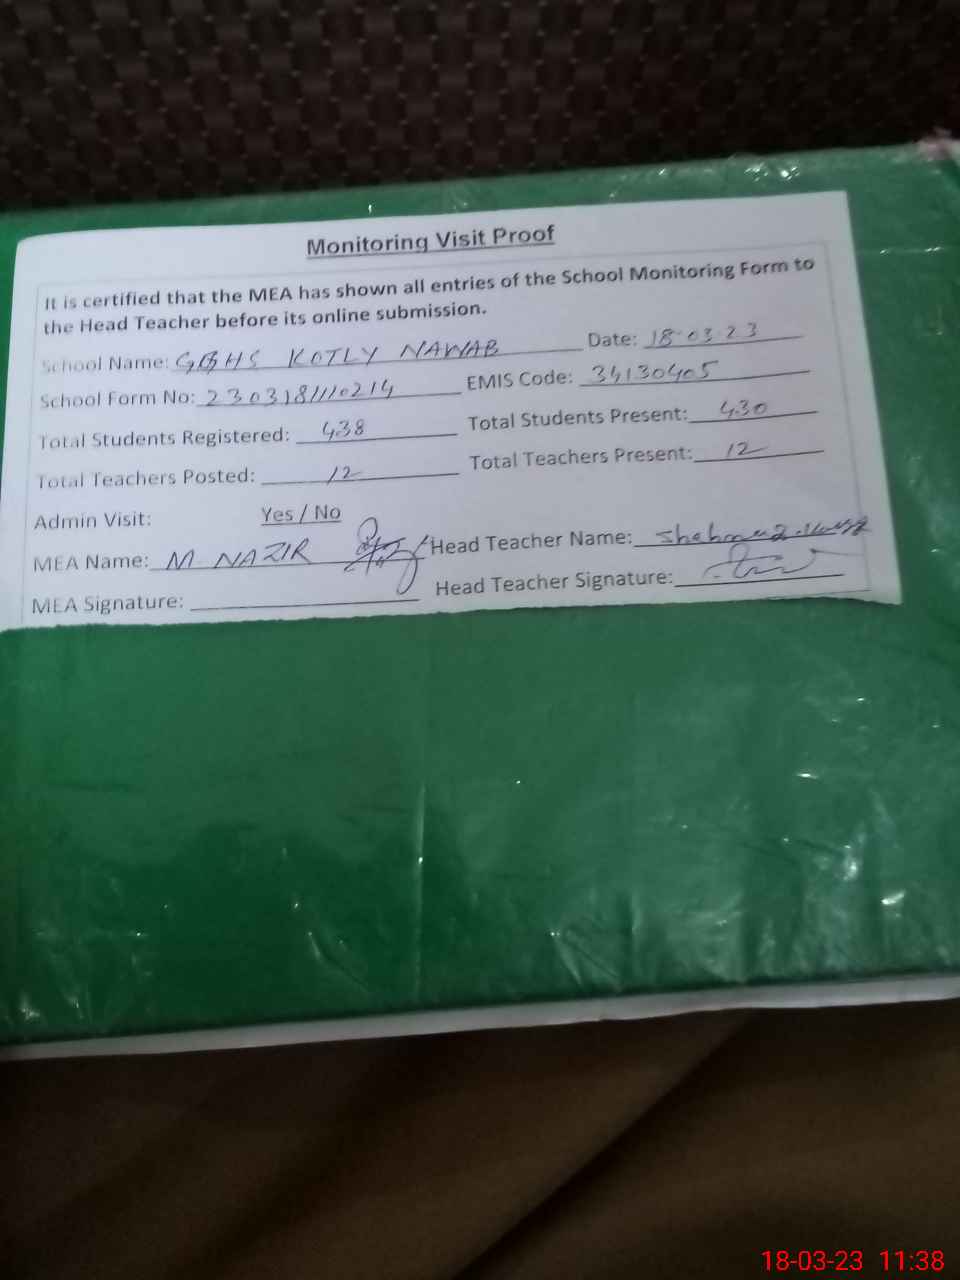 Monitoring Visit Proof
It is certified that the MEA has shown all entries of the School Monitoring Form to
the Head Teacher before its online submission.
School Name: GBHS KOTLY NAWAB Date: 18-03-23
School Form No: 2303181110214 EMIS Code: 34130405
Total Students Registered: 438 Total Students Present: 430
Total Teachers Posted: 12 Total Teachers Present: 12
Admin Visit: Yes / No
MEA Name: M. NAZIR Head Teacher Name:
MEA Signature: Head Teacher Signature:
18-03-23 11:38